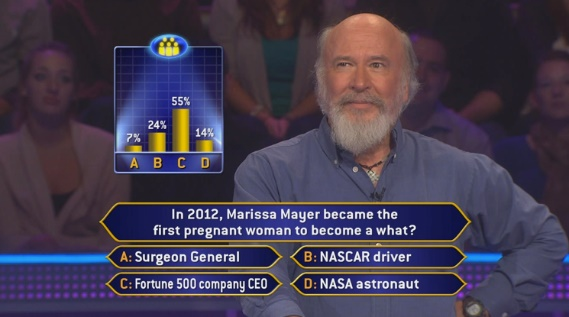 55%
24%
14%
7%
A B C D
In 2012, Marissa Mayer became the
first pregnant woman to become a what?
A: Surgeon General
B: NASCAR driver
C: Fortune 500 company CEO
D: NASA astronaut